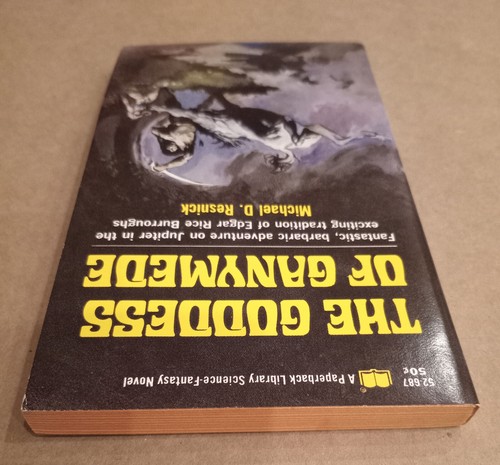 52-687
50¢
A Paperback Library Science-Fantasy Novel
THE GODDESS
OF GANYMEDE
Fantastic, barbaric adventure on Jupiter in the
exciting tradition of Edgar Rice Burroughs
Michael D. Resnick